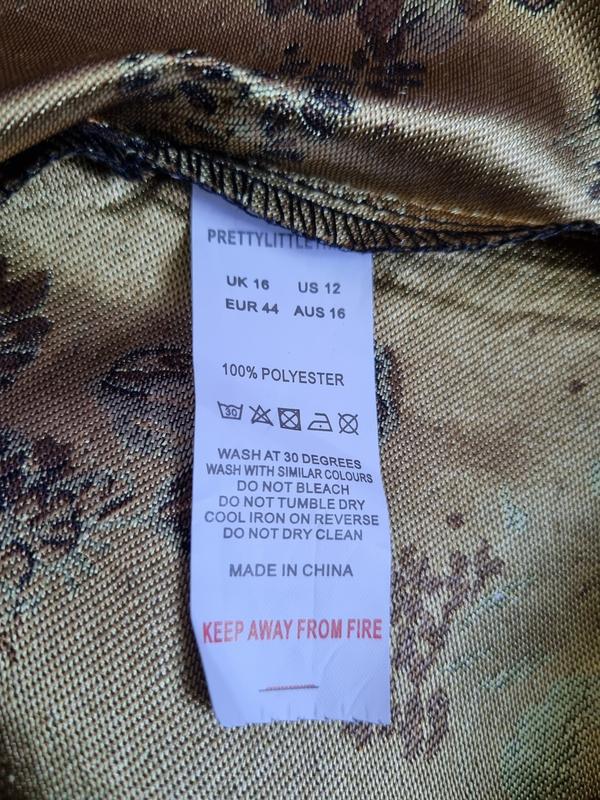 PRETTYLITTLE
UK 16 US 12
EUR 44 AUS 16
100% POLYESTER
30
WASH AT 30 DEGREES
WASH WITH SIMILAR COLOURS
DO NOT BLEACH
DO NOT TUMBLE DRY
COOL IRON ON REVERSE
DO NOT DRY CLEAN
MADE IN CHINA
KEEP AWAY FROM FIRE